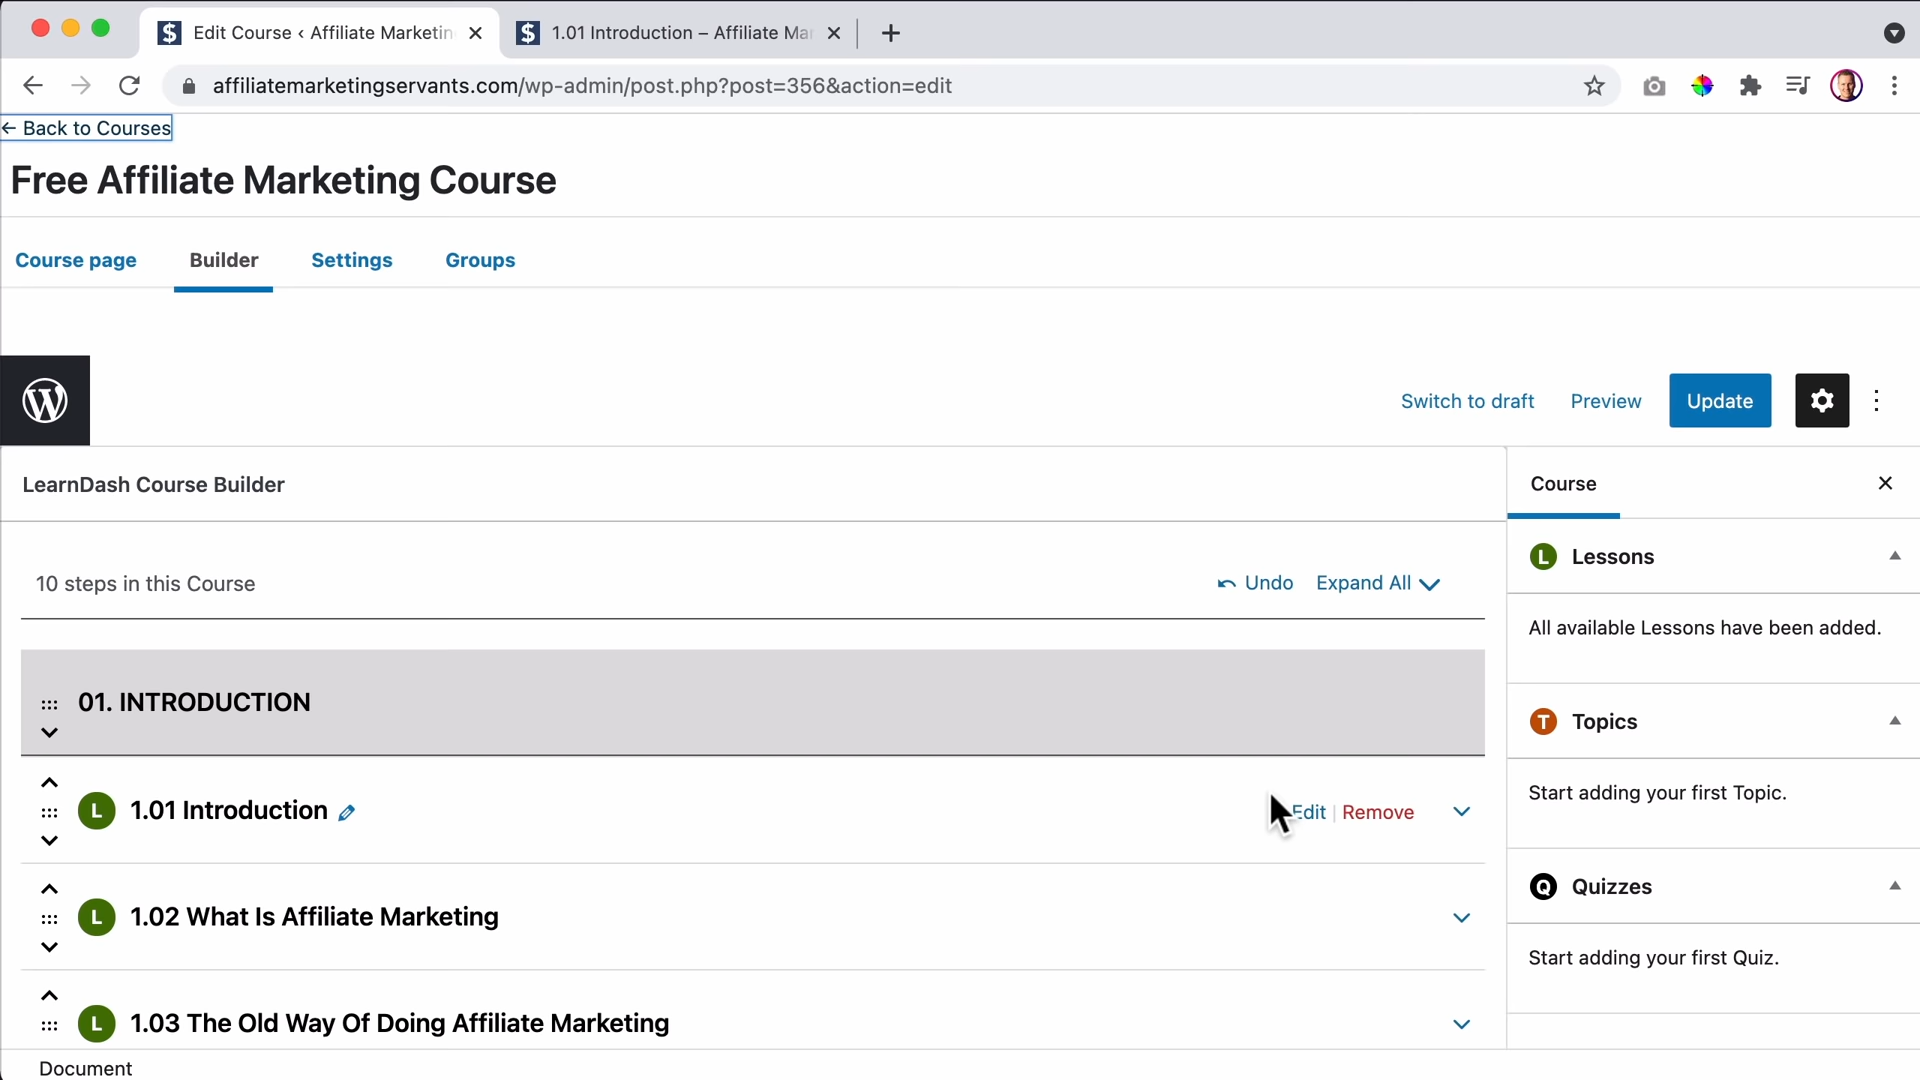 Edit Course ‹ Affiliate Marketin
1.01 Introduction – Affiliate Mar
affiliatemarketingservants.com/wp-admin/post.php?post=356&action=edit
← Back to Courses
Free Affiliate Marketing Course
Course page Builder Settings Groups
Switch to draft Preview Update
LearnDash Course Builder
Course
10 steps in this Course
Undo Expand All
L Lessons
All available Lessons have been added.
01. INTRODUCTION
T Topics
Start adding your first Topic.
L 1.01 Introduction
Edit | Remove
Q Quizzes
L 1.02 What Is Affiliate Marketing
Start adding your first Quiz.
L 1.03 The Old Way Of Doing Affiliate Marketing
Document